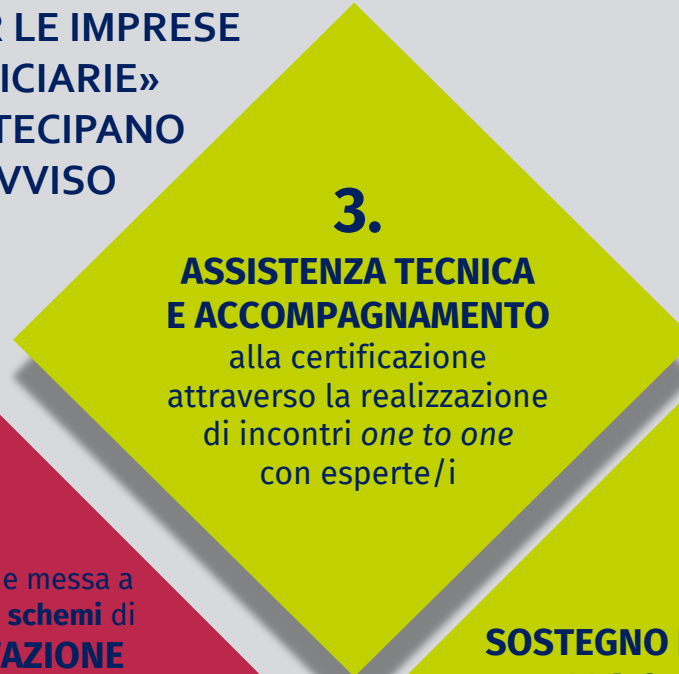 R LE IMPRESE
ICIARIE»
TECIPANO
VVISO
3.
ASSISTENZA TECNICA
E ACCOMPAGNAMENTO
alla certificazione
attraverso la realizzazione
di incontri one to one
con esperte/i
e messa a
schemi di
AZIONE
SOSTEGNO